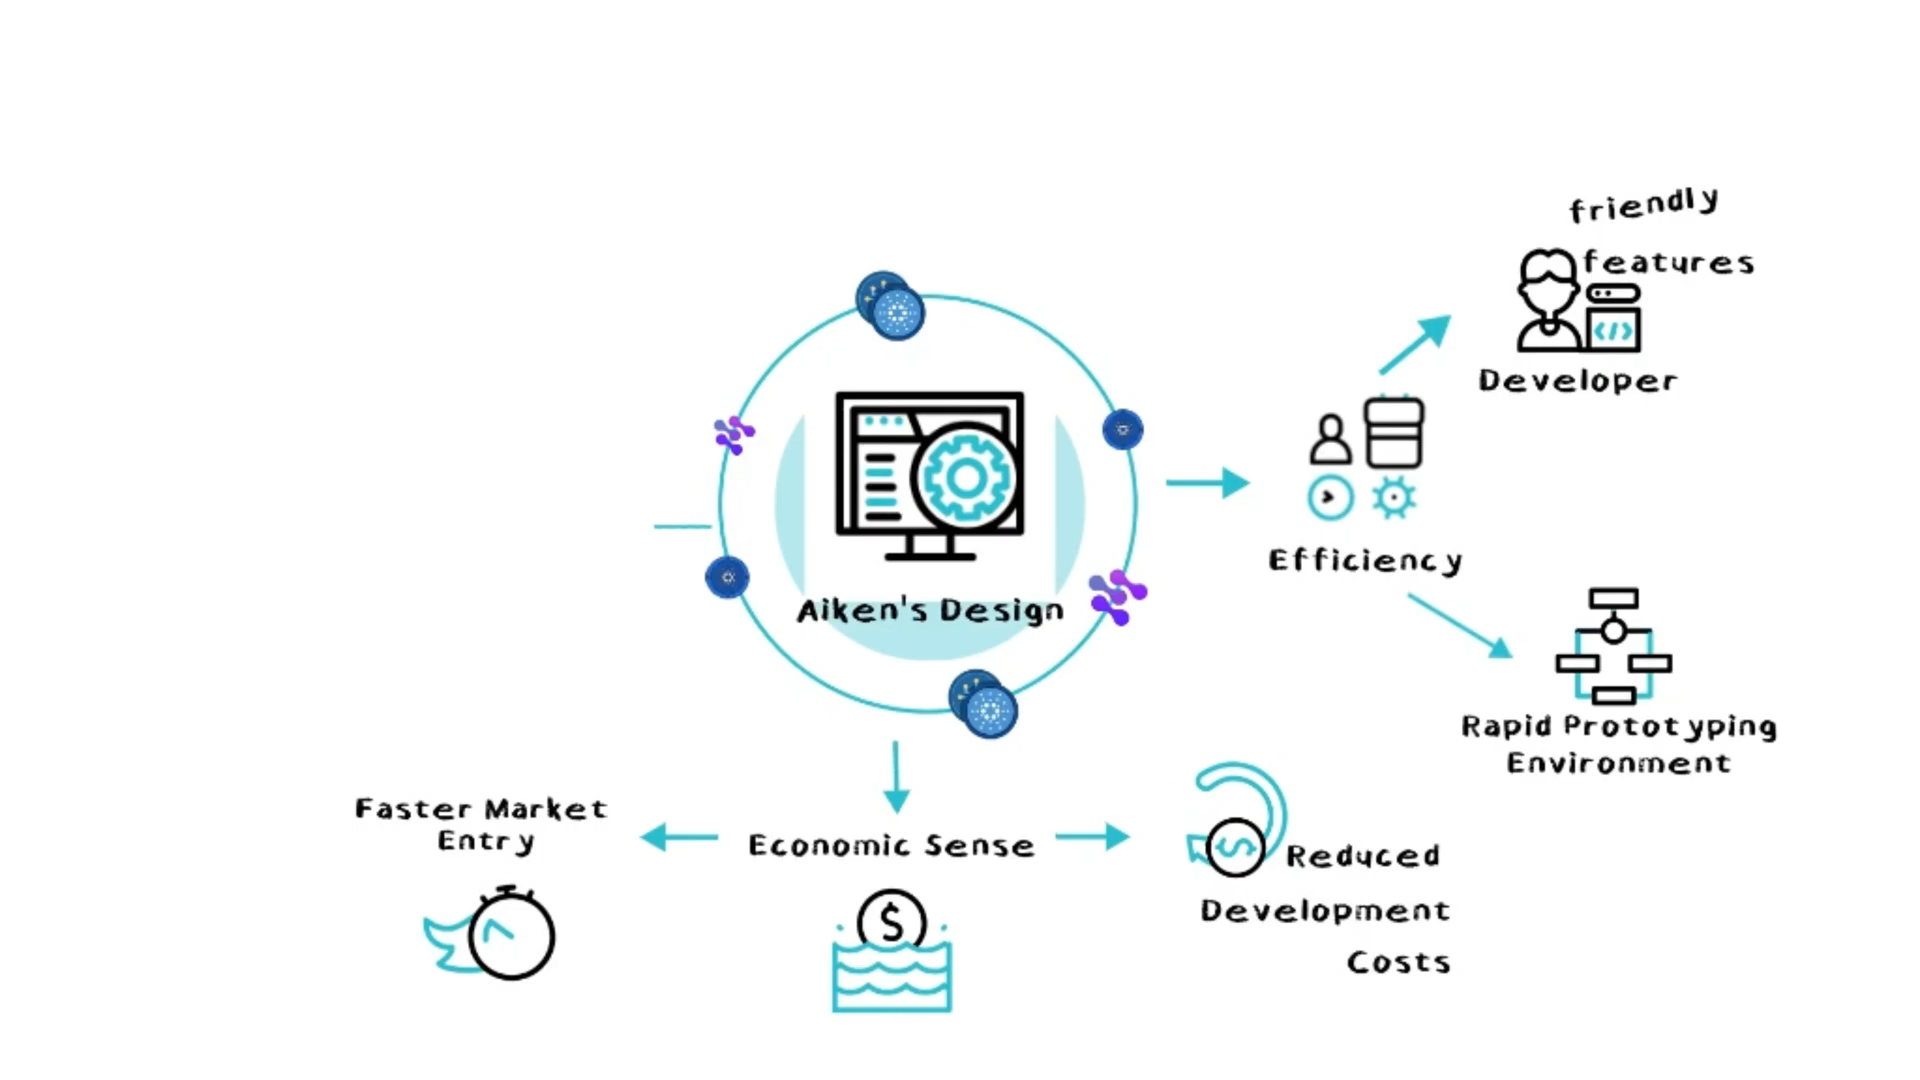 friendly
features
Developer
Efficiency
Aiken's Design
Rapid Prototyping
Environment
Faster Market
Entry
Economic Sense
Reduced
Development
Costs
$